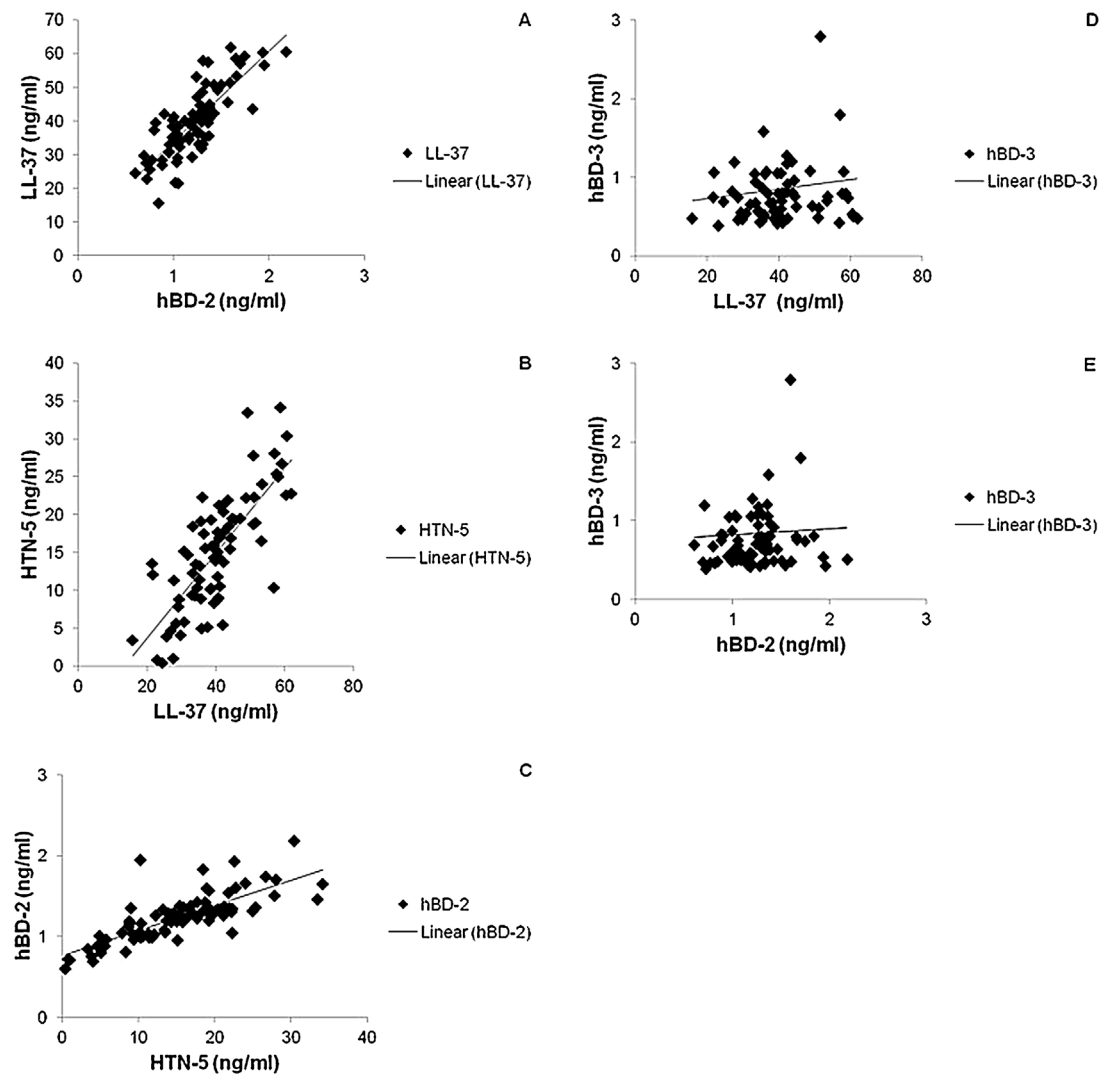 A
LL-37 (ng/ml)
70
60
50
40
30
20
10
0
0 1 2 3
hBD-2 (ng/ml)
LL-37
Linear (LL-37)
D
hBD-3 (ng/ml)
3
2
1
0
0 20 40 60 80
LL-37 (ng/ml)
hBD-3
Linear (hBD-3)
B
HTN-5 (ng/ml)
40
35
30
25
20
15
10
5
0
0 20 40 60 80
LL-37 (ng/ml)
HTN-5
Linear (HTN-5)
E
hBD-3 (ng/ml)
3
2
1
0
0 1 2 3
hBD-2 (ng/ml)
hBD-3
Linear (hBD-3)
C
hBD-2 (ng/ml)
3
2
1
0
0 10 20 30 40
HTN-5 (ng/ml)
hBD-2
Linear (hBD-2)